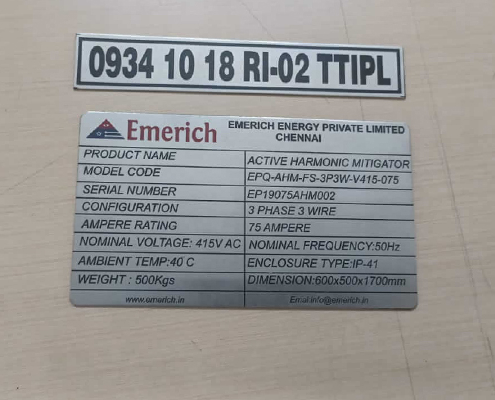 0934 10 18 RI-02 TTIPL
Emerich EMERICH ENERGY PRIVATE LIMITED
CHENNAI
PRODUCT NAME ACTIVE HARMONIC MITIGATOR
MODEL CODE EPQ-AHM-FS-3P3W-V415-075
SERIAL NUMBER EP19075AHM002
CONFIGURATION 3 PHASE 3 WIRE
AMPERE RATING 75 AMPERE
NOMINAL VOLTAGE: 415V AC NOMINAL FREQUENCY:50Hz
AMBIENT TEMP:40 C ENCLOSURE TYPE:IP-41
WEIGHT : 500Kgs DIMENSION:600x500x1700mm
www.emerich.in Email:info@emerich.in